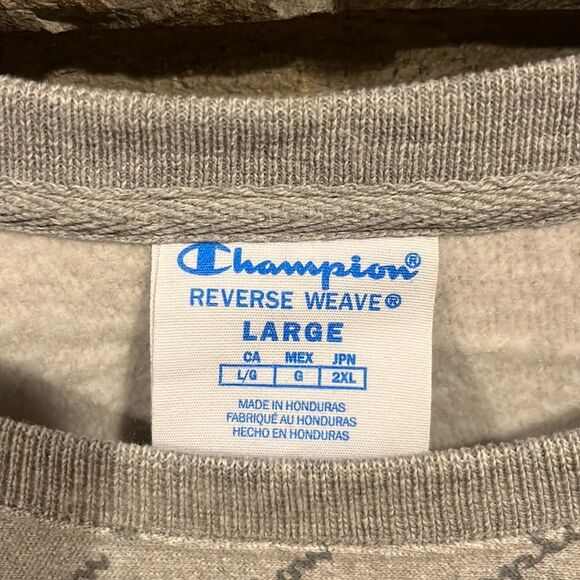 Champion®
REVERSE WEAVE®
LARGE
CA MEX JPN
L/G G 2XL
MADE IN HONDURAS
FABRIQUÉ AU HONDURAS
HECHO EN HONDURAS